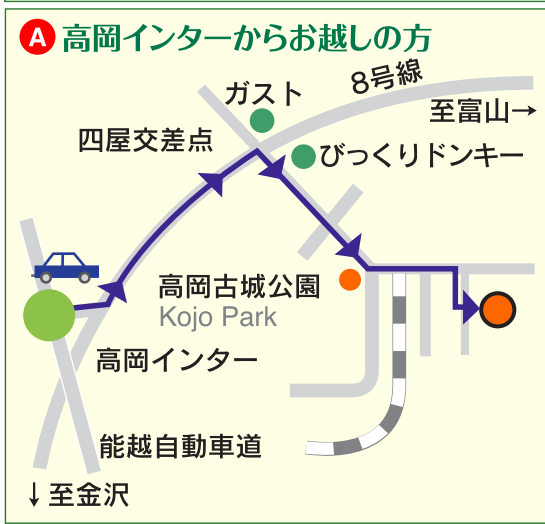 A 高岡インターからお越しの方
8号線
ガスト
至富山→
四屋交差点
びっくりドンキー
高岡古城公園
Kojo Park
高岡インター
能越自動車道
↓至金沢